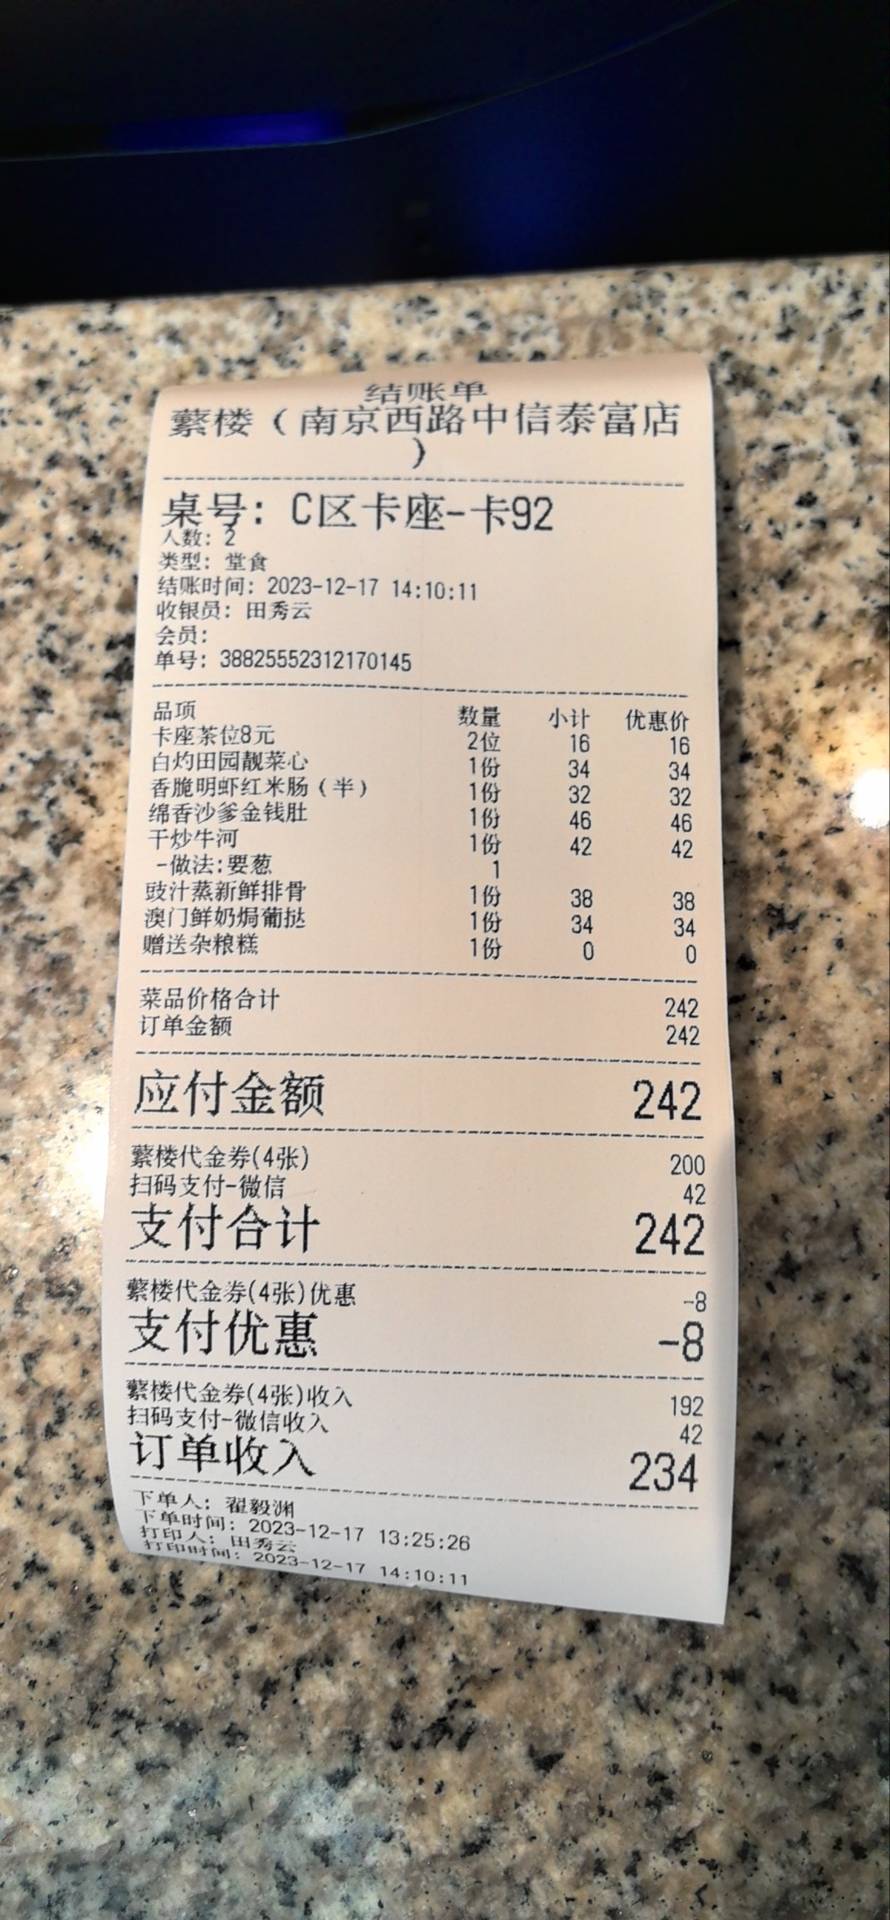 结账单
蘩楼（南京西路中信泰富店
）
桌号: C区卡座-卡92
人数: 2
类型: 堂食
结账时间: 2023-12-17 14:10:11
收银员: 田秀云
会员:
单号: 38825552312170145
品项 数量 小计 优惠价
卡座茶位8元 2位 16 16
白灼田园靓菜心 1份 34 34
香脆明虾红米肠（半） 1份 32 32
绵香沙爹金钱肚 1份 46 46
干炒牛河 1份 42 42
-做法:要葱 1
豉汁蒸新鲜排骨 1份 38 38
澳门鲜奶焗葡挞 1份 34 34
赠送杂粮糕 1份 0 0
菜品价格合计 242
订单金额 242
应付金额 242
蘩楼代金券(4张) 200
扫码支付-微信 42
支付合计 242
蘩楼代金券(4张)优惠 -8
支付优惠 -8
蘩楼代金券(4张)收入 192
扫码支付-微信收入 42
订单收入 234
下单人: 翟毅渊
下单时间: 2023-12-17 13:25:26
打印人: 田秀云
打印时间: 2023-12-17 14:10:11